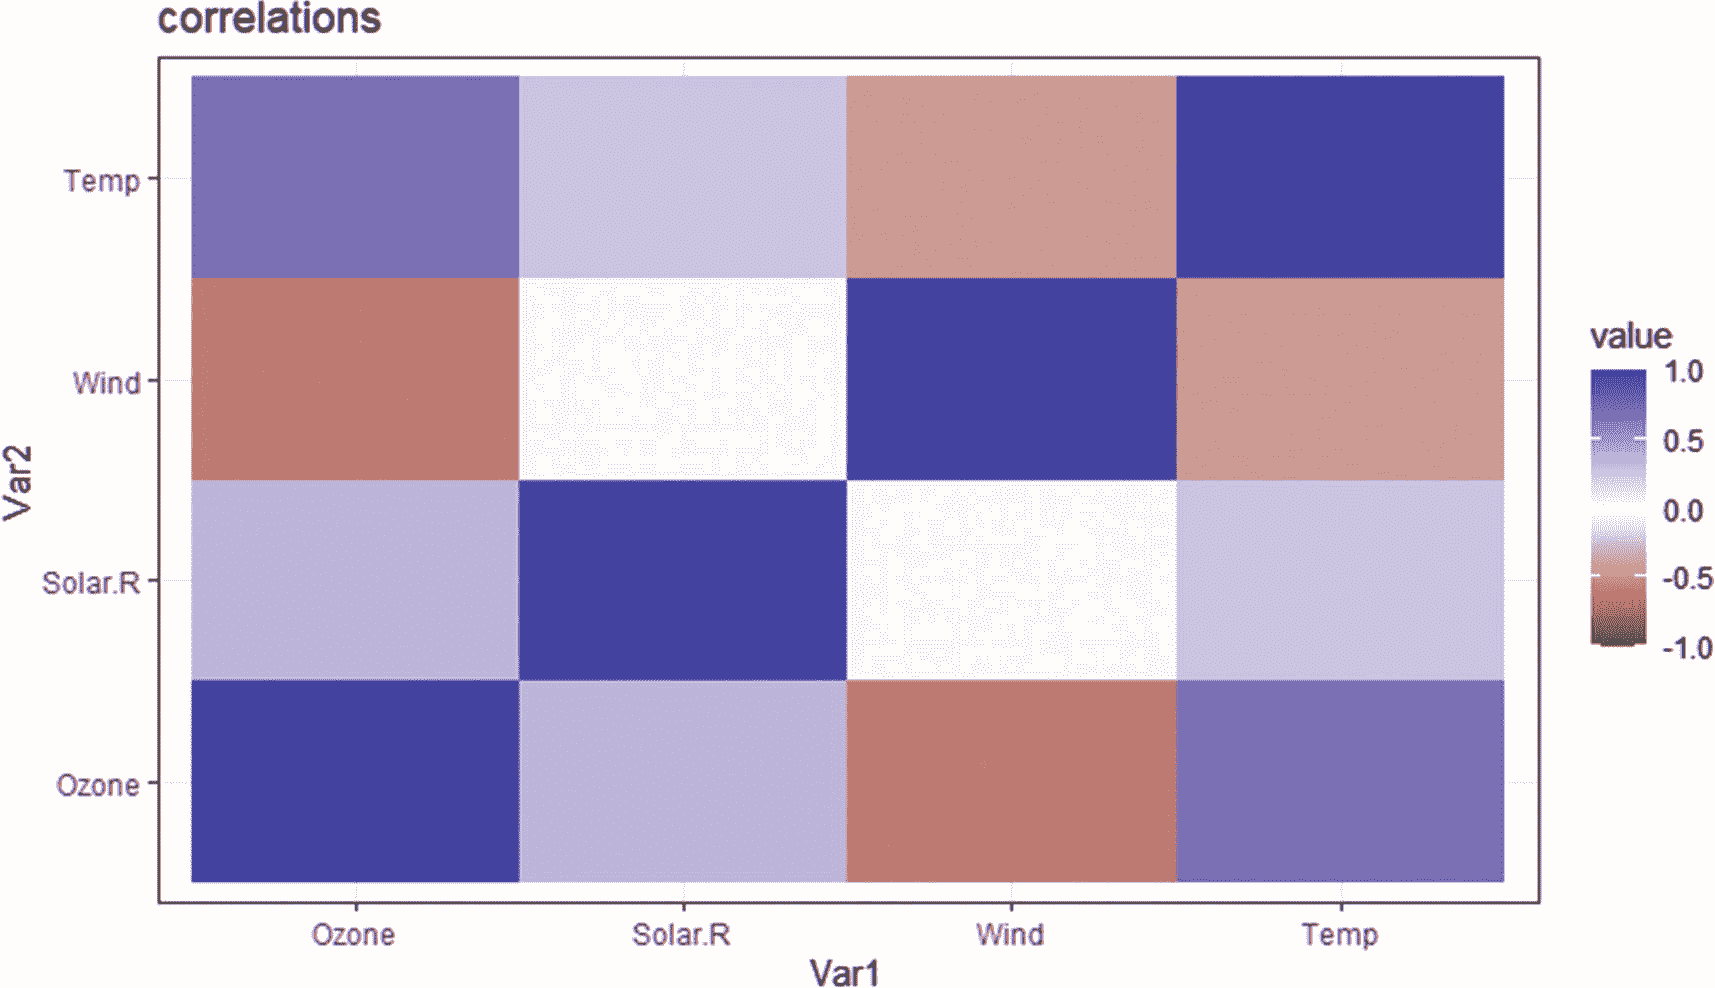 correlations
Temp
Wind
Solar.R
Ozone
Var2
Ozone Solar.R Wind Temp
Var1
value
1.0
0.5
0.0
-0.5
-1.0